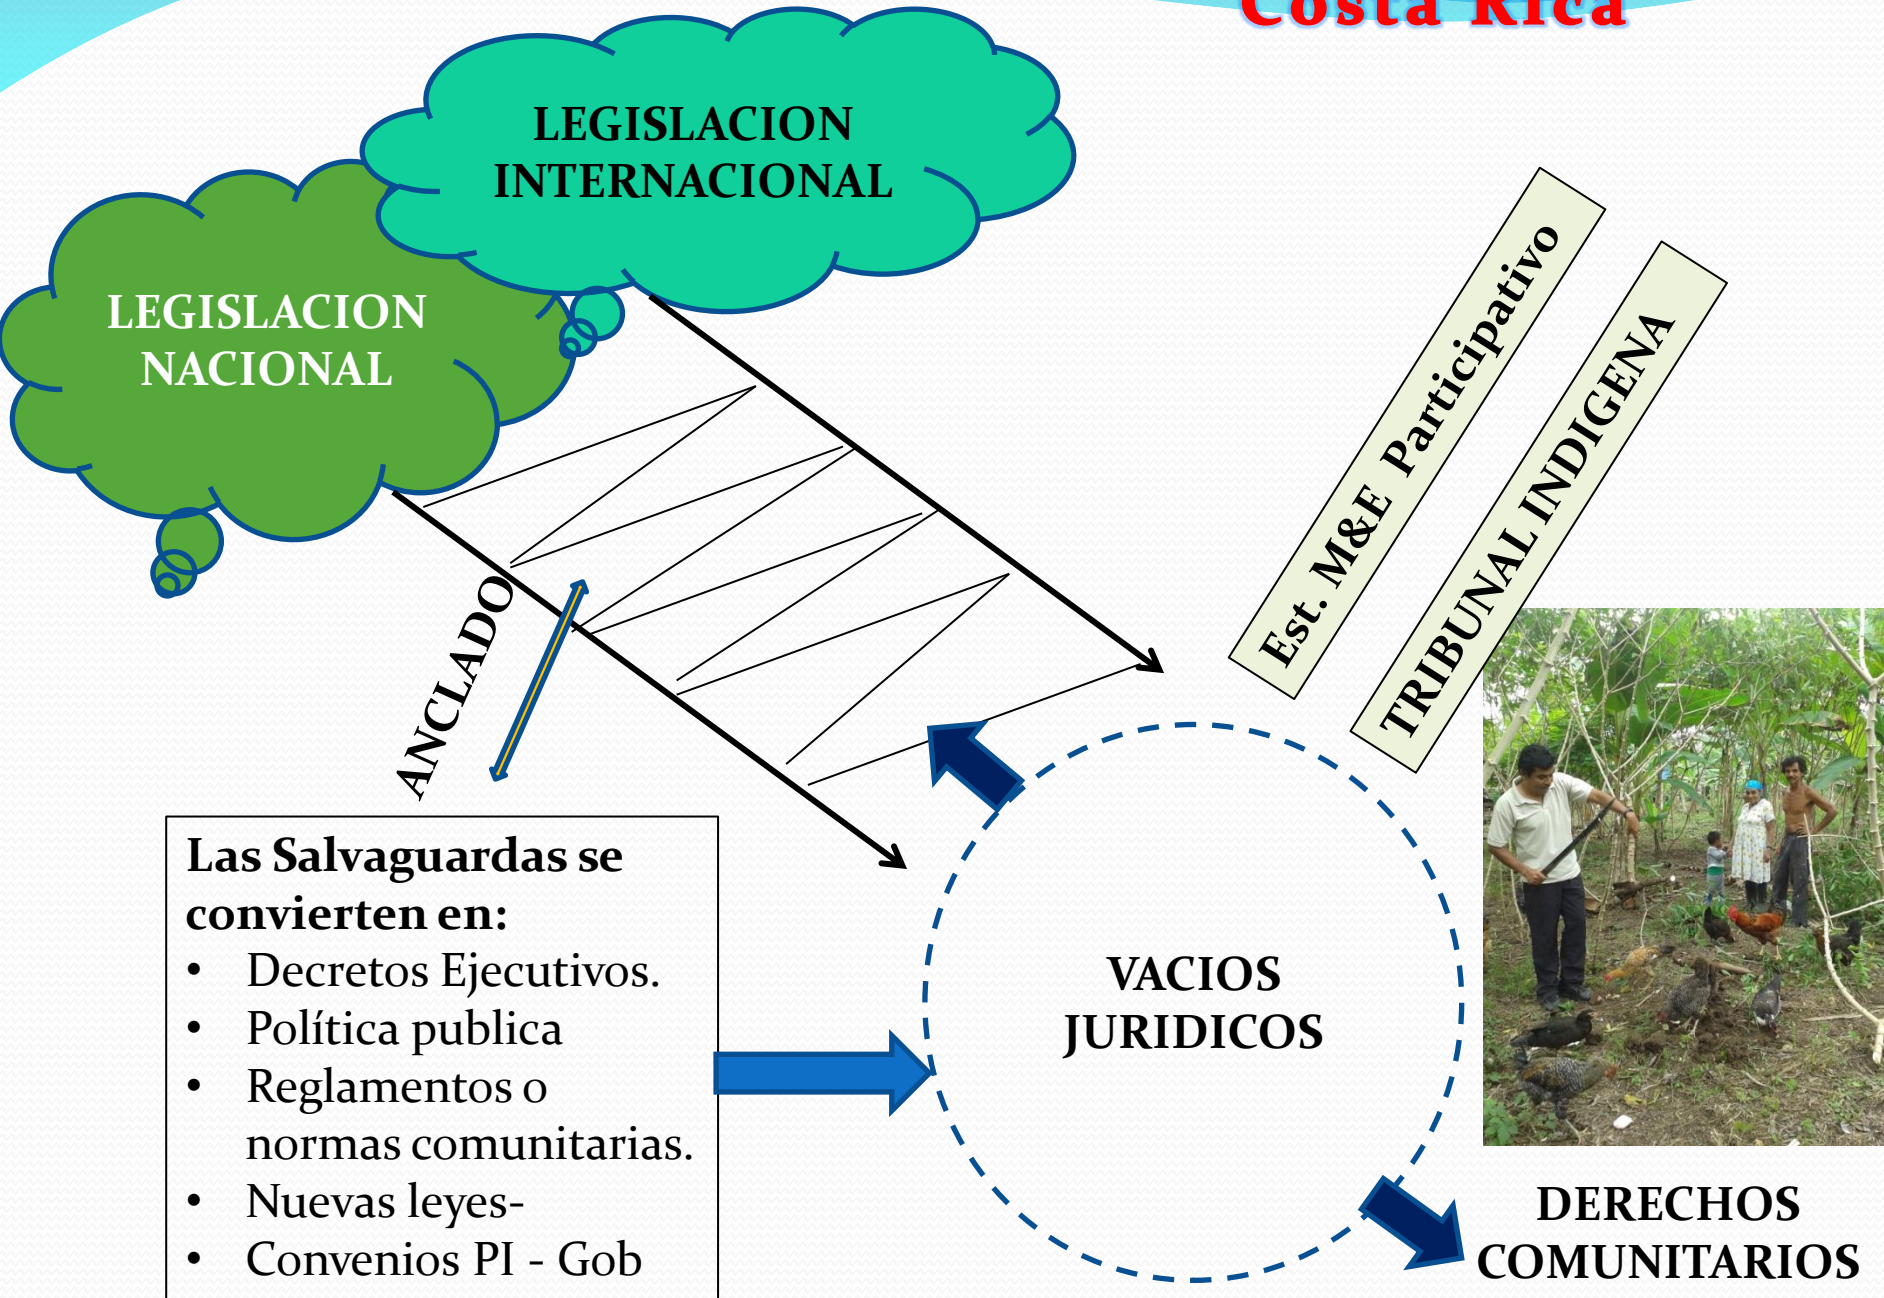 Costa Rica
LEGISLACION
INTERNACIONAL
LEGISLACION
NACIONAL
Est. M&E Participativo
TRIBUNAL INDIGENA
ANCLADO
Las Salvaguardas se
convierten en:
• Decretos Ejecutivos.
• Política publica
• Reglamentos o
normas comunitarias.
• Nuevas leyes-
• Convenios PI - Gob
VACIOS
JURIDICOS
DERECHOS
COMUNITARIOS